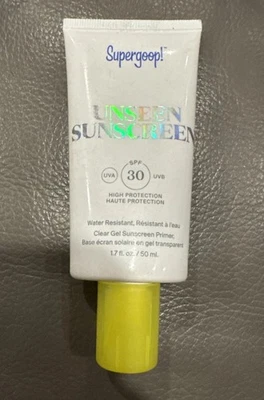 Supergoop!
UNSEEN
SUNSCREEN
SPF
UVA 30 UVB
HIGH PROTECTION
HAUTE PROTECTION
Water Resistant, Résistant à l'eau
Clear Gel Sunscreen Primer,
Base écran solaire en gel transparent
1.7 fl. oz. / 50 ml.